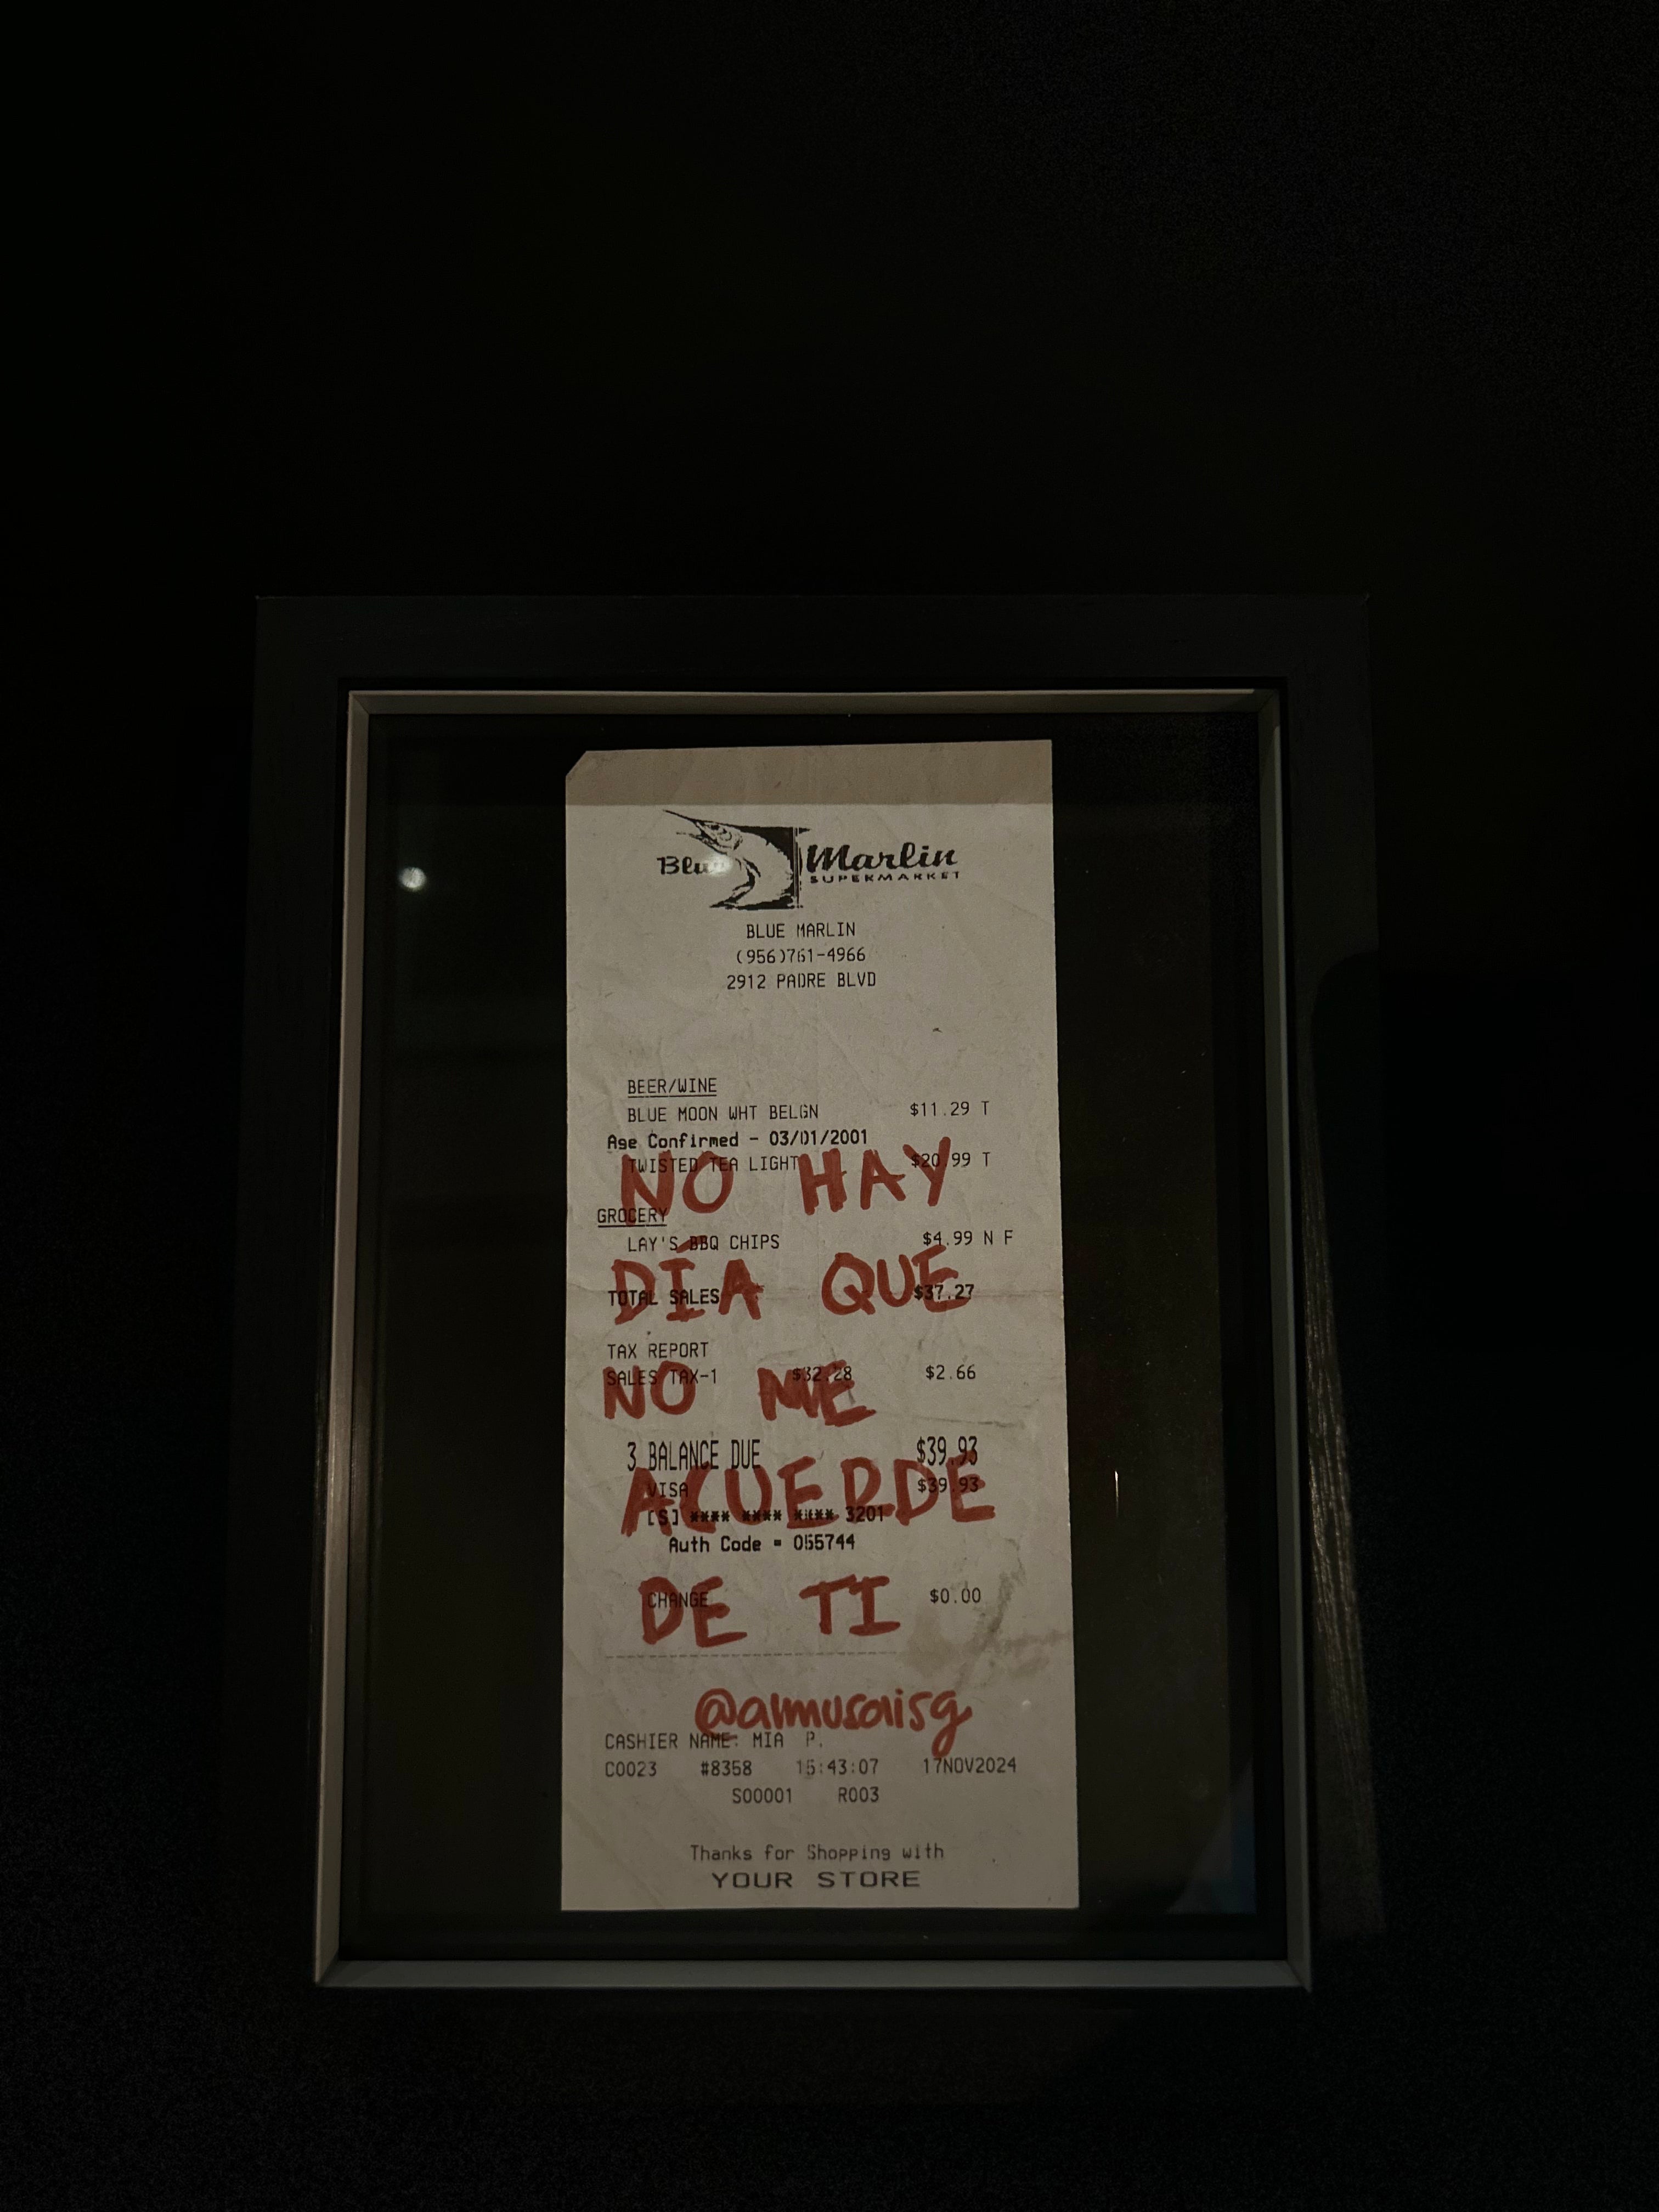 Blue Marlin
SUPERMARKET
BLUE MARLIN
(956)761-4966
2912 PADRE BLVD
BEER/WINE
BLUE MOON WHT BELGN $11.29 T
Age Confirmed - 03/01/2001
TWISTED TEA LIGHT $20.99 T
NO HAY
GROCERY
LAY'S BBQ CHIPS $4.99 N F
DÍA QUE
TOTAL SALES $37.27
TAX REPORT
SALES TAX-1 $32.28 $2.66
NO ME
3 BALANCE DUE $39.93
VISA $39.93
ACUERDE
[S] **** **** **** 3201
Auth Code = 055744
CHANGE $0.00
DE TI
@almusaisg
CASHIER NAME: MIA P.
C0023 #8358 15:43:07 17NOV2024
S00001 R003
Thanks for Shopping with
YOUR STORE